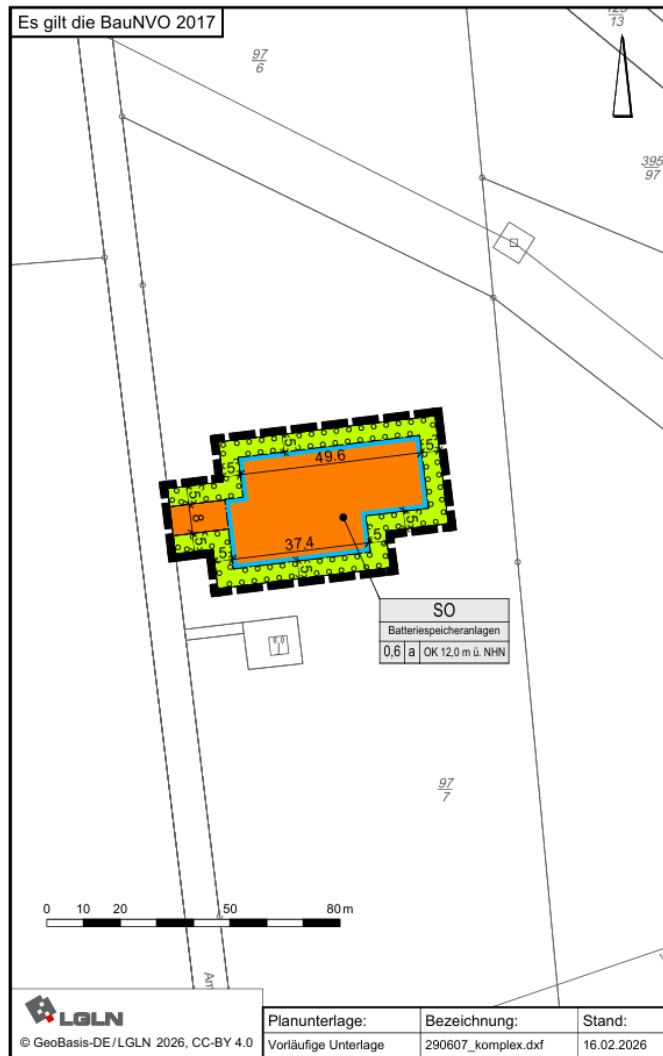 Es gilt die BauNVO 2017
97
6
13
395
97
5
49.6
5
5
5
8
5
37.4
5
5
5
SO
Batteriespeicheranlagen
0,6 a OK 12,0 m ü. NHN
97
7
0 10 20 50 80 m
LGLN
© GeoBasis-DE / LGLN 2026, CC-BY 4.0
Planunterlage: Bezeichnung: Stand:
Vorläufige Unterlage 290607_komplex.dxf 16.02.2026